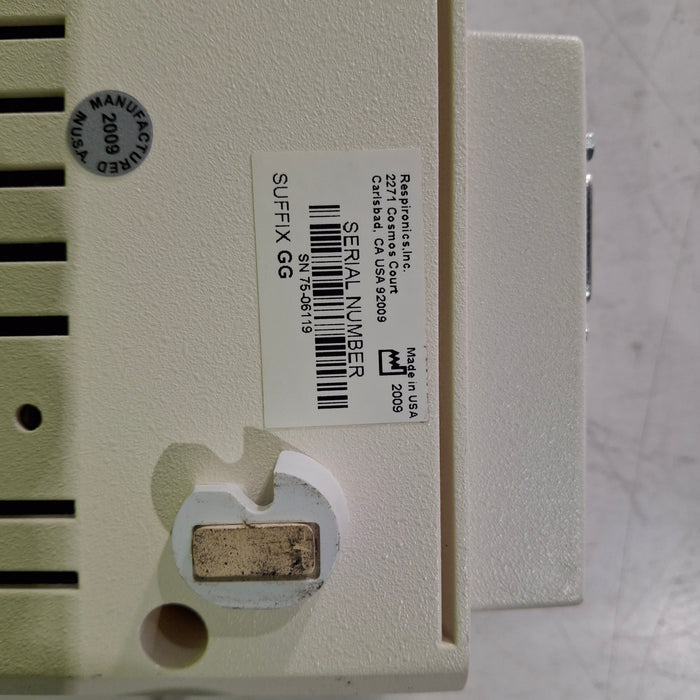 MANUFACTURED
2009
IN USA
Respironics,Inc.
2271 Cosmos Court
Carlsbad, CA USA 92009
Made in USA
2009
SERIAL NUMBER
SN 75-06119
SUFFIX GG